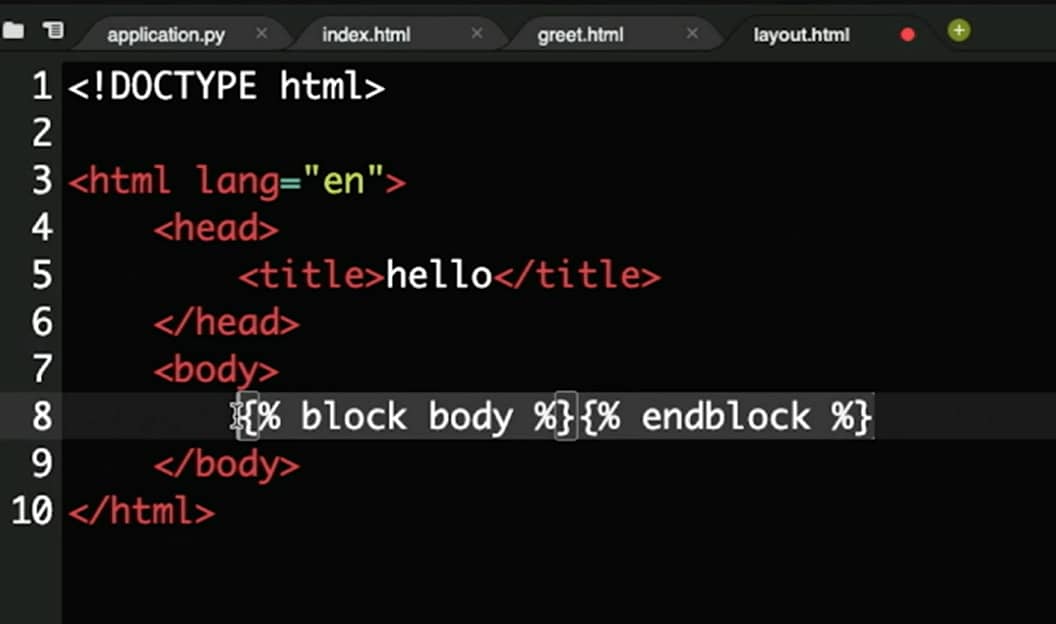 application.py × index.html × greet.html × layout.html
1 <!DOCTYPE html>
2
3 <html lang="en">
4     <head>
5         <title>hello</title>
6     </head>
7     <body>
8         {% block body %}{% endblock %}
9     </body>
10 </html>